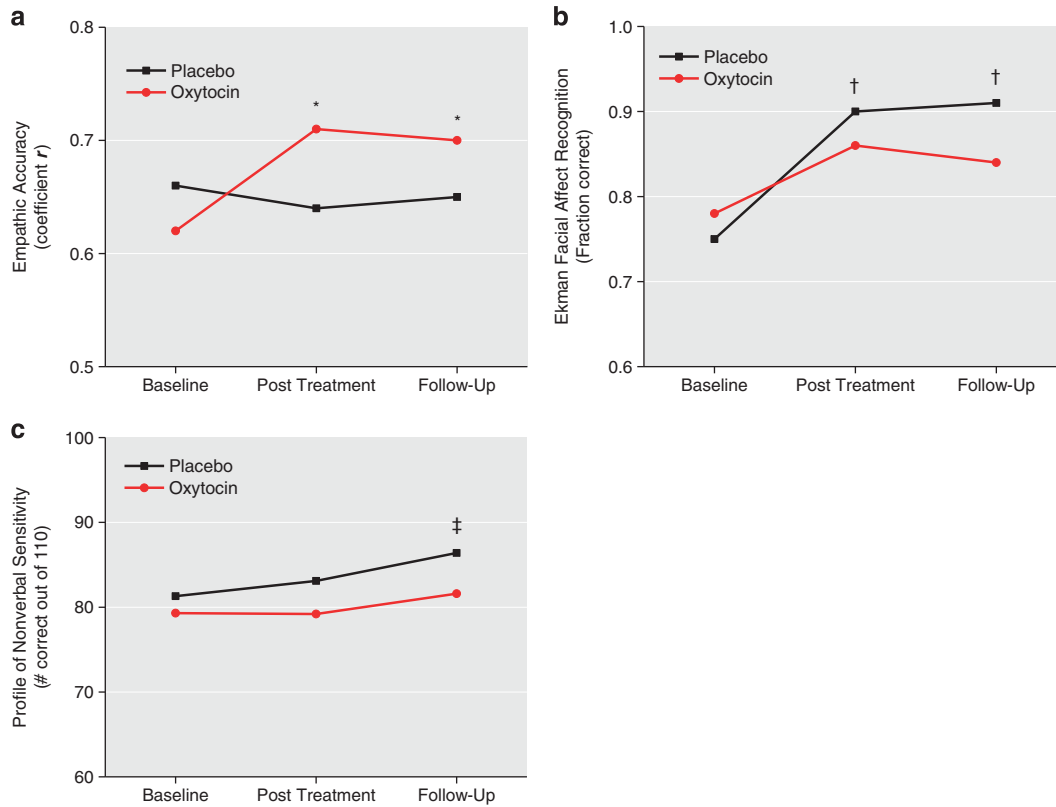 a
0.8
0.7
0.6
0.5
Empathic Accuracy
(coefficient r)
Placebo
Oxytocin
*
*
Baseline
Post Treatment
Follow-Up
b
1.0
0.9
0.8
0.7
0.6
Ekman Facial Affect Recognition
(Fraction correct)
Placebo
Oxytocin
†
†
Baseline
Post Treatment
Follow-Up
c
100
90
80
70
60
Profile of Nonverbal Sensitivity
(# correct out of 110)
Placebo
Oxytocin
‡
Baseline
Post Treatment
Follow-Up